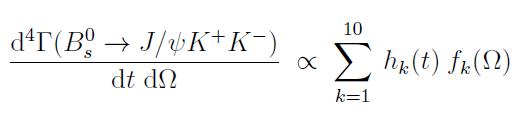 d⁴Γ(B⁰ₛ → J/ψK⁺K⁻) / dt dΩ ∝ ∑ₖ₌₁¹⁰ hₖ(t) fₖ(Ω)